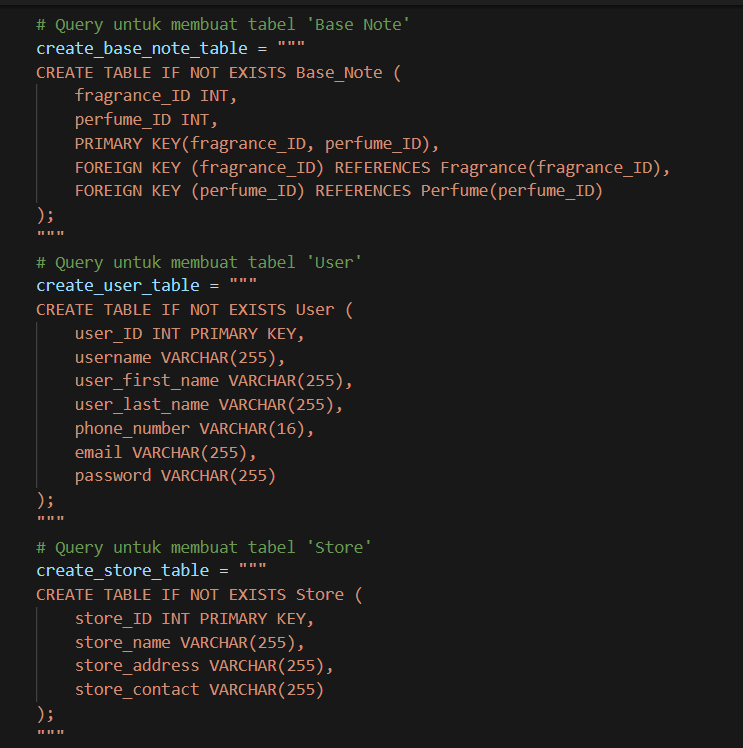 # Query untuk membuat tabel 'Base Note'
create_base_note_table = """
CREATE TABLE IF NOT EXISTS Base_Note (
    fragrance_ID INT,
    perfume_ID INT,
    PRIMARY KEY(fragrance_ID, perfume_ID),
    FOREIGN KEY (fragrance_ID) REFERENCES Fragrance(fragrance_ID),
    FOREIGN KEY (perfume_ID) REFERENCES Perfume(perfume_ID)
);
"""
# Query untuk membuat tabel 'User'
create_user_table = """
CREATE TABLE IF NOT EXISTS User (
    user_ID INT PRIMARY KEY,
    username VARCHAR(255),
    user_first_name VARCHAR(255),
    user_last_name VARCHAR(255),
    phone_number VARCHAR(16),
    email VARCHAR(255),
    password VARCHAR(255)
);
"""
# Query untuk membuat tabel 'Store'
create_store_table = """
CREATE TABLE IF NOT EXISTS Store (
    store_ID INT PRIMARY KEY,
    store_name VARCHAR(255),
    store_address VARCHAR(255),
    store_contact VARCHAR(255)
);
"""